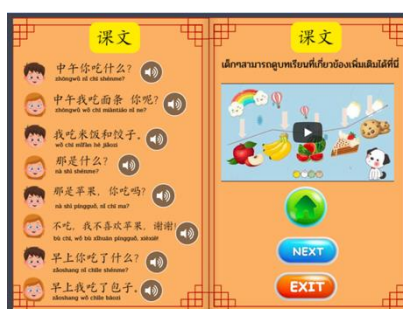 课文
中午你吃什么？
zhōngwǔ nǐ chī shénme?
中午我吃面条 你呢？
zhōngwǔ wǒ chī miàntiáo nǐ ne?
我吃米饭和饺子。
wǒ chī mǐfàn hé jiǎozi
那是什么？
nà shì shénme?
那是苹果，你吃吗？
nà shì píngguǒ, nǐ chī ma?
不吃，我不喜欢苹果，谢谢！
bù chī, wǒ bù xǐhuān píngguǒ, xièxiè!
早上你吃了什么？
zǎoshang nǐ chīle shénme?
早上我吃了包子。
zǎoshang wǒ chīle bāozi
课文
เด็กๆสามารถดูบทเรียนที่เกี่ยวข้องเพิ่มเติมได้ที่นี่
NEXT
EXIT